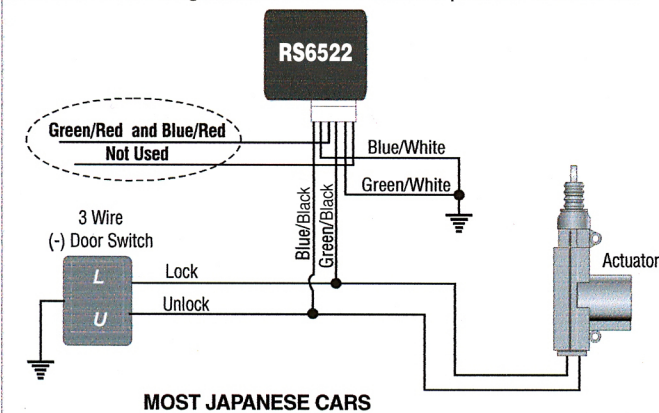 RS6522
Green/Red and Blue/Red
Not Used
Blue/White
Green/White
Blue/Black
Green/Black
3 Wire
(-) Door Switch
L
U
Lock
Unlock
Actuator
MOST JAPANESE CARS